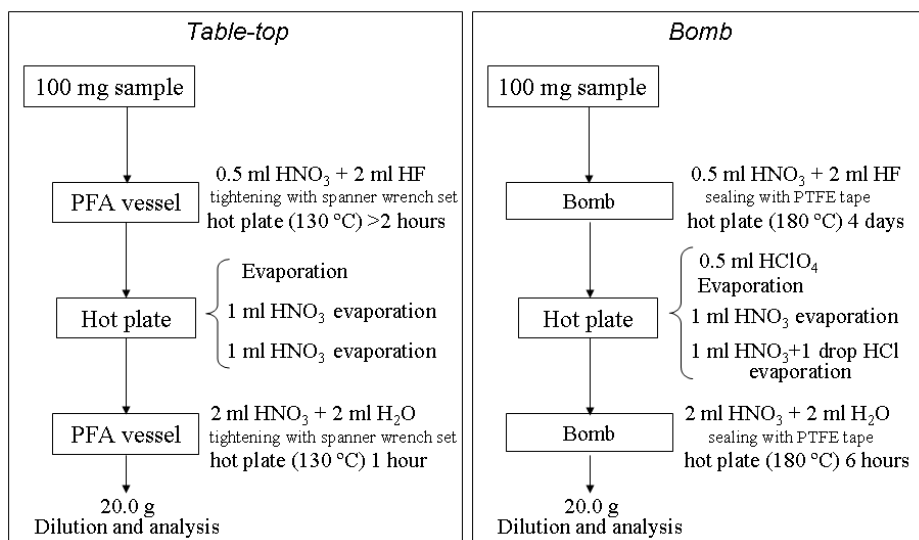 Table-top
100 mg sample
0.5 ml HNO₃ + 2 ml HF
tightening with spanner wrench set
PFA vessel
hot plate (130 °C) >2 hours
Evaporation
Hot plate
1 ml HNO₃ evaporation
1 ml HNO₃ evaporation
2 ml HNO₃ + 2 ml H₂O
PFA vessel
tightening with spanner wrench set
hot plate (130 °C) 1 hour
20.0 g
Dilution and analysis
Bomb
100 mg sample
0.5 ml HNO₃ + 2 ml HF
Bomb
sealing with PTFE tape
hot plate (180 °C) 4 days
0.5 ml HClO₄
Evaporation
Hot plate
1 ml HNO₃ evaporation
1 ml HNO₃+1 drop HCl
evaporation
2 ml HNO₃ + 2 ml H₂O
Bomb
sealing with PTFE tape
hot plate (180 °C) 6 hours
20.0 g
Dilution and analysis